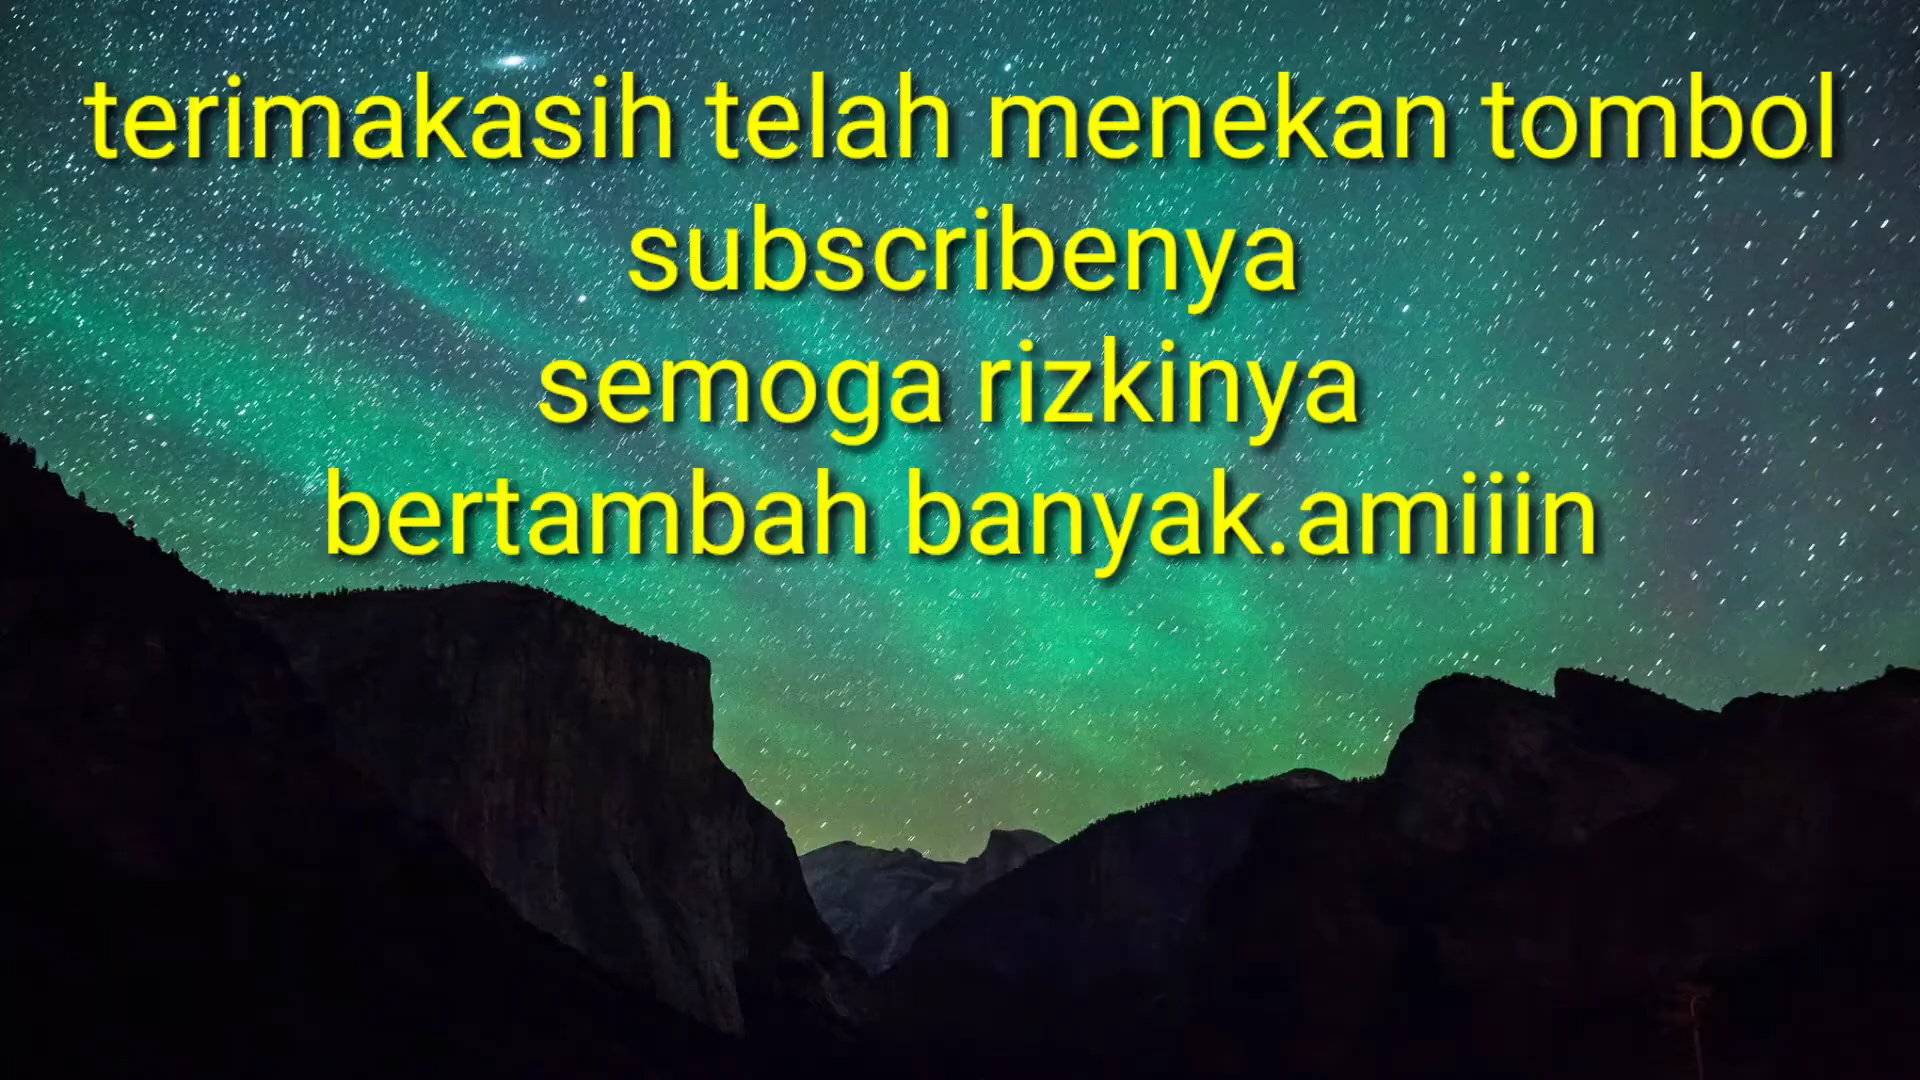 terimakasih telah menekan tombol
subscribenya
semoga rizkinya
bertambah banyak.amiiin